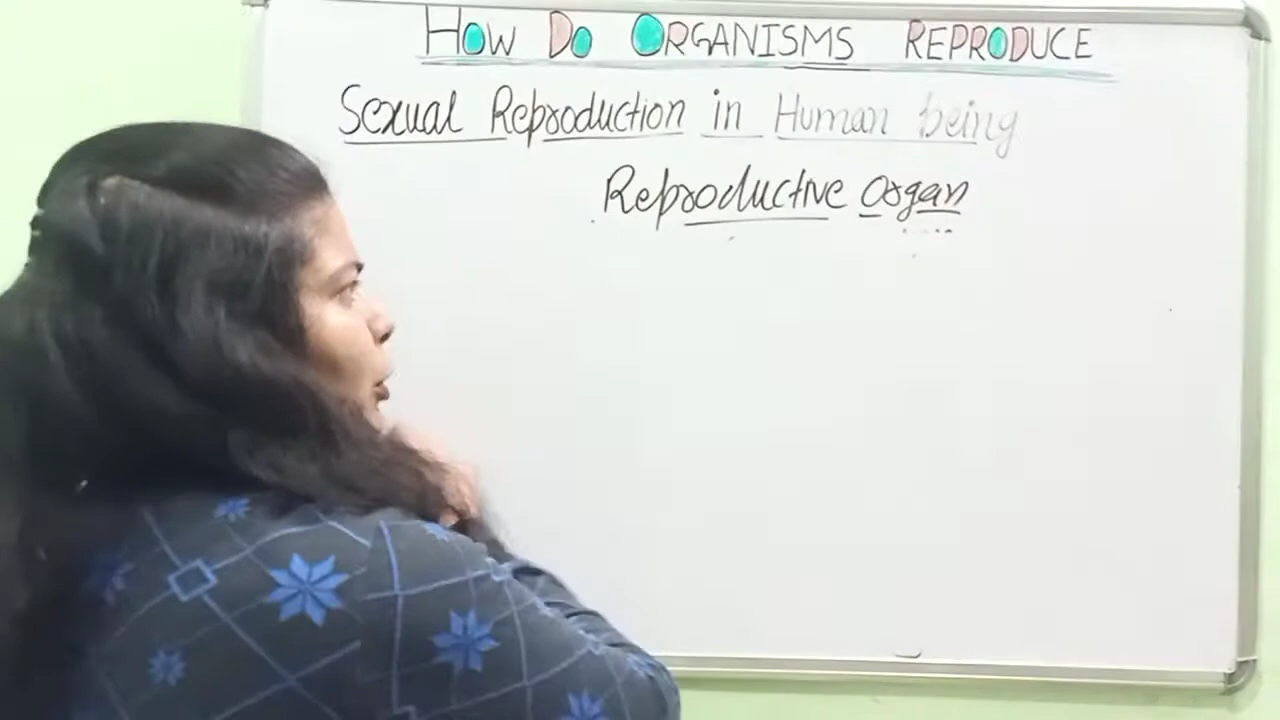 HOW DO ORGANISMS REPRODUCE
Sexual Reproduction in Human being
Reproductive organ